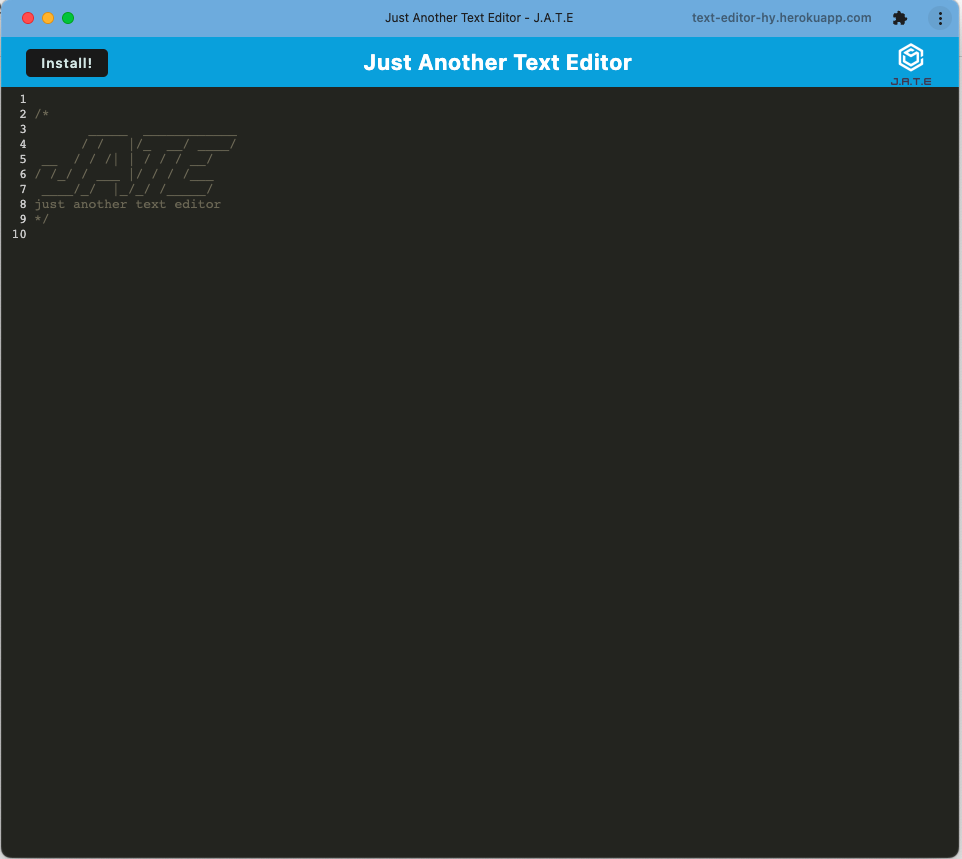 Just Another Text Editor - J.A.T.E
text-editor-hy.herokuapp.com
Install!
Just Another Text Editor
J.A.T.E
1
2 /*
3        _____  ____________
4       / /   |/_  __/ ____/
5  __  / / /| | / / / __/
6 / /_/ / ___ |/ / / /___
7  ____/_/  |_/_/ /_____/
8 just another text editor
9 */
10